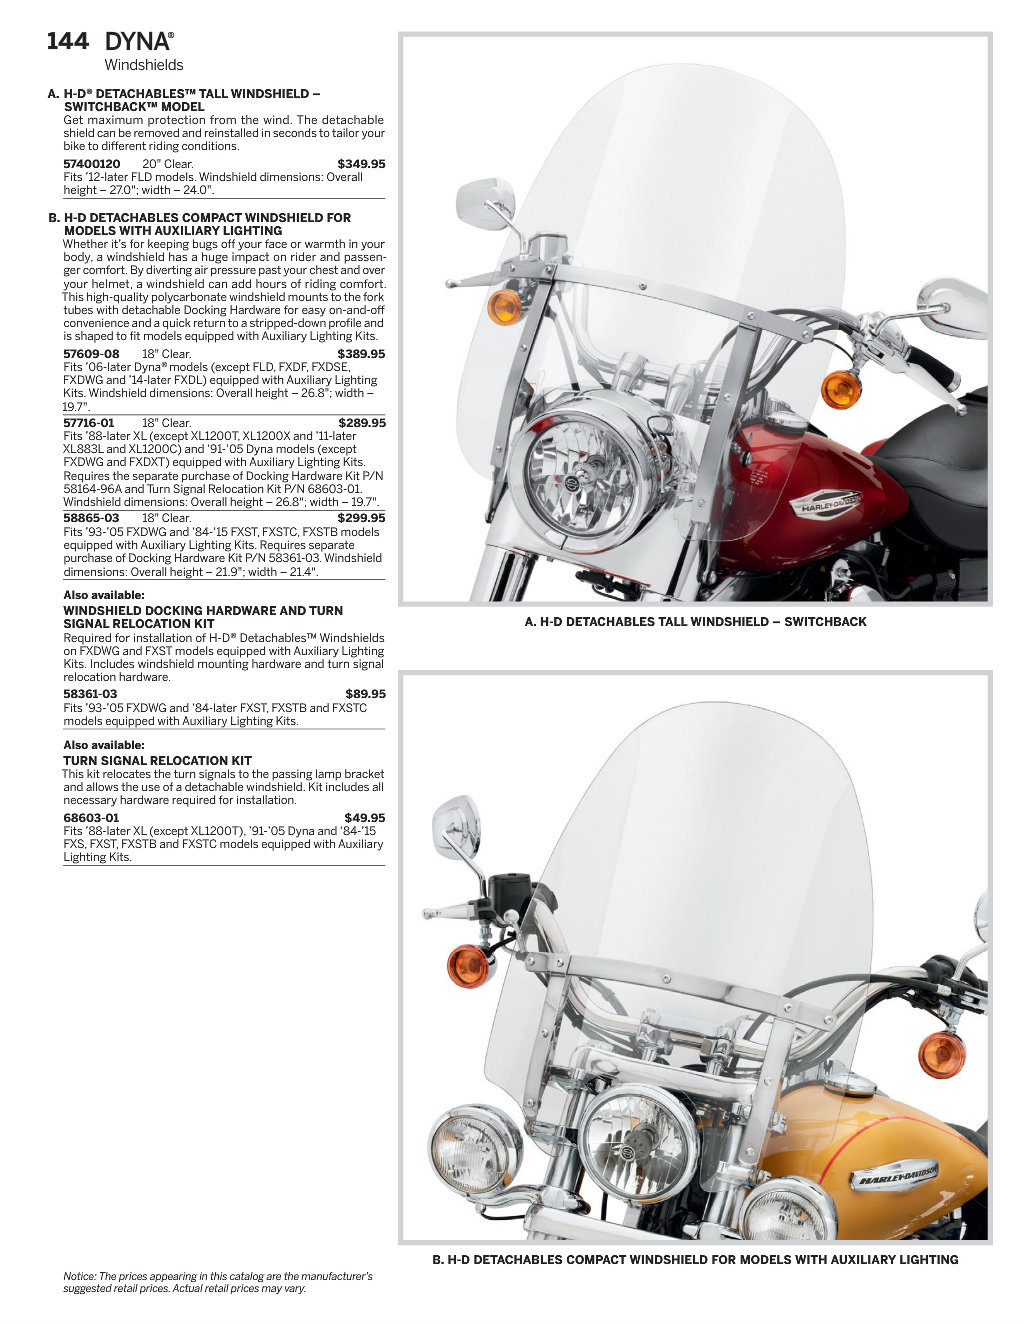 144 DYNA®
Windshields
A. H-D® DETACHABLES™ TALL WINDSHIELD –
SWITCHBACK™ MODEL
Get maximum protection from the wind. The detachable
shield can be removed and reinstalled in seconds to tailor your
bike to different riding conditions.
57400120 20" Clear. $349.95
Fits '12-later FLD models. Windshield dimensions: Overall
height – 27.0"; width – 24.0".
B. H-D DETACHABLES COMPACT WINDSHIELD FOR
MODELS WITH AUXILIARY LIGHTING
Whether it's for keeping bugs off your face or warmth in your
body, a windshield has a huge impact on rider and passen-
ger comfort. By diverting air pressure past your chest and over
your helmet, a windshield can add hours of riding comfort.
This high-quality polycarbonate windshield mounts to the fork
tubes with detachable Docking Hardware for easy on-and-off
convenience and a quick return to a stripped-down profile and
is shaped to fit models equipped with Auxiliary Lighting Kits.
57609-08 18" Clear. $389.95
Fits '06-later Dyna® models (except FLD, FXDF, FXDSE,
FXDWG and '14-later FXDL) equipped with Auxiliary Lighting
Kits. Windshield dimensions: Overall height – 26.8"; width –
19.7".
57716-01 18" Clear. $289.95
Fits '88-later XL (except XL1200T, XL1200X and '11-later
XL883L and XL1200C) and '91-'05 Dyna models (except
FXDWG and FXDXT) equipped with Auxiliary Lighting Kits.
Requires the separate purchase of Docking Hardware Kit P/N
58164-96A and Turn Signal Relocation Kit P/N 68603-01.
Windshield dimensions: Overall height – 26.8"; width – 19.7".
58865-03 18" Clear. $299.95
Fits '93-'05 FXDWG and '84-'15 FXST, FXSTC, FXSTB models
equipped with Auxiliary Lighting Kits. Requires separate
purchase of Docking Hardware Kit P/N 58361-03. Windshield
dimensions: Overall height – 21.9"; width – 21.4".
Also available:
WINDSHIELD DOCKING HARDWARE AND TURN
SIGNAL RELOCATION KIT
Required for installation of H-D® Detachables™ Windshields
on FXDWG and FXST models equipped with Auxiliary Lighting
Kits. Includes windshield mounting hardware and turn signal
relocation hardware.
58361-03 $89.95
Fits '93-'05 FXDWG and '84-later FXST, FXSTB and FXSTC
models equipped with Auxiliary Lighting Kits.
Also available:
TURN SIGNAL RELOCATION KIT
This kit relocates the turn signals to the passing lamp bracket
and allows the use of a detachable windshield. Kit includes all
necessary hardware required for installation.
68603-01 $49.95
Fits '88-later XL (except XL1200T), '91-'05 Dyna and '84-'15
FXS, FXST, FXSTB and FXSTC models equipped with Auxiliary
Lighting Kits.
HARLEY-DAVIDSON
A. H-D DETACHABLES TALL WINDSHIELD – SWITCHBACK
HARLEY-DAVIDSON
B. H-D DETACHABLES COMPACT WINDSHIELD FOR MODELS WITH AUXILIARY LIGHTING
Notice: The prices appearing in this catalog are the manufacturer's
suggested retail prices. Actual retail prices may vary.